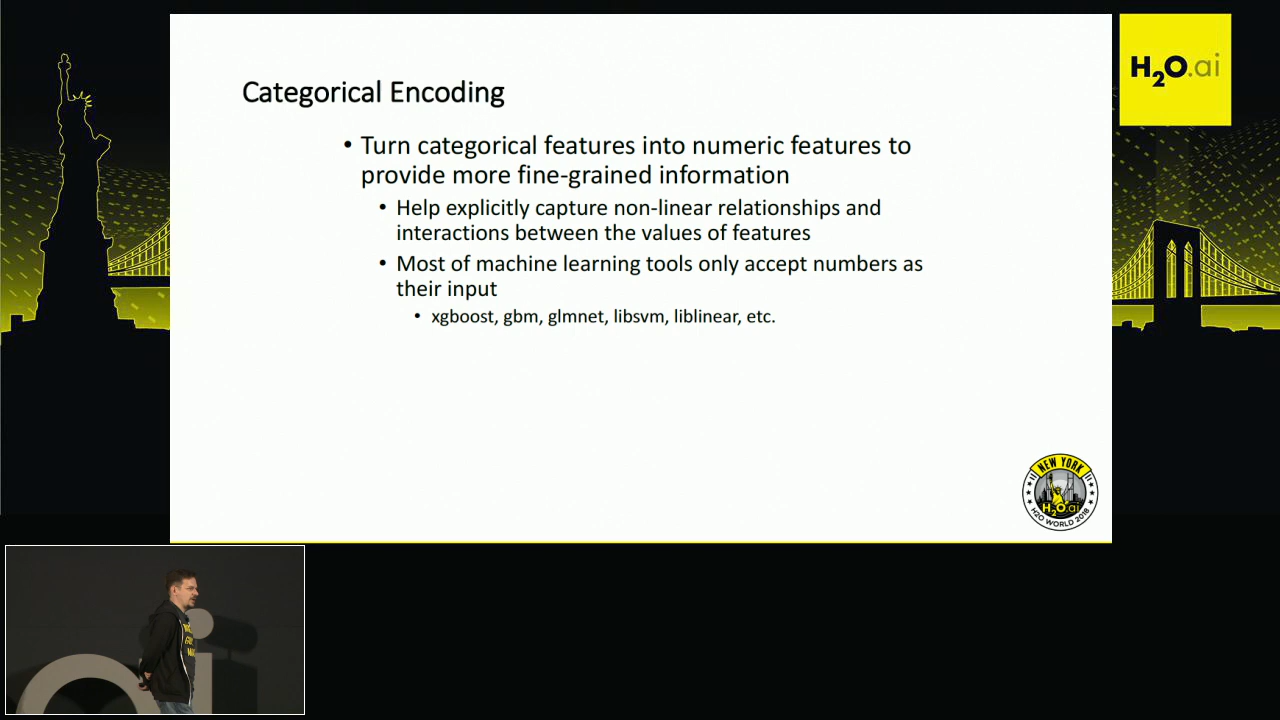 Categorical Encoding
• Turn categorical features into numeric features to
provide more fine-grained information
• Help explicitly capture non-linear relationships and
interactions between the values of features
• Most of machine learning tools only accept numbers as
their input
• xgboost, gbm, glmnet, libsvm, liblinear, etc.
H2O.ai
NEW YORK
H2O.ai
H2O WORLD 2018